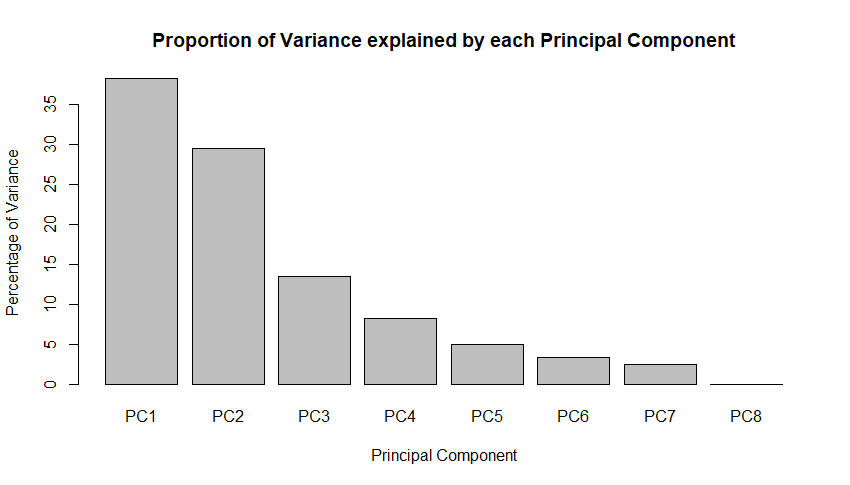 Proportion of Variance explained by each Principal Component
Percentage of Variance
35
30
25
20
15
10
5
0
PC1 PC2 PC3 PC4 PC5 PC6 PC7 PC8
Principal Component